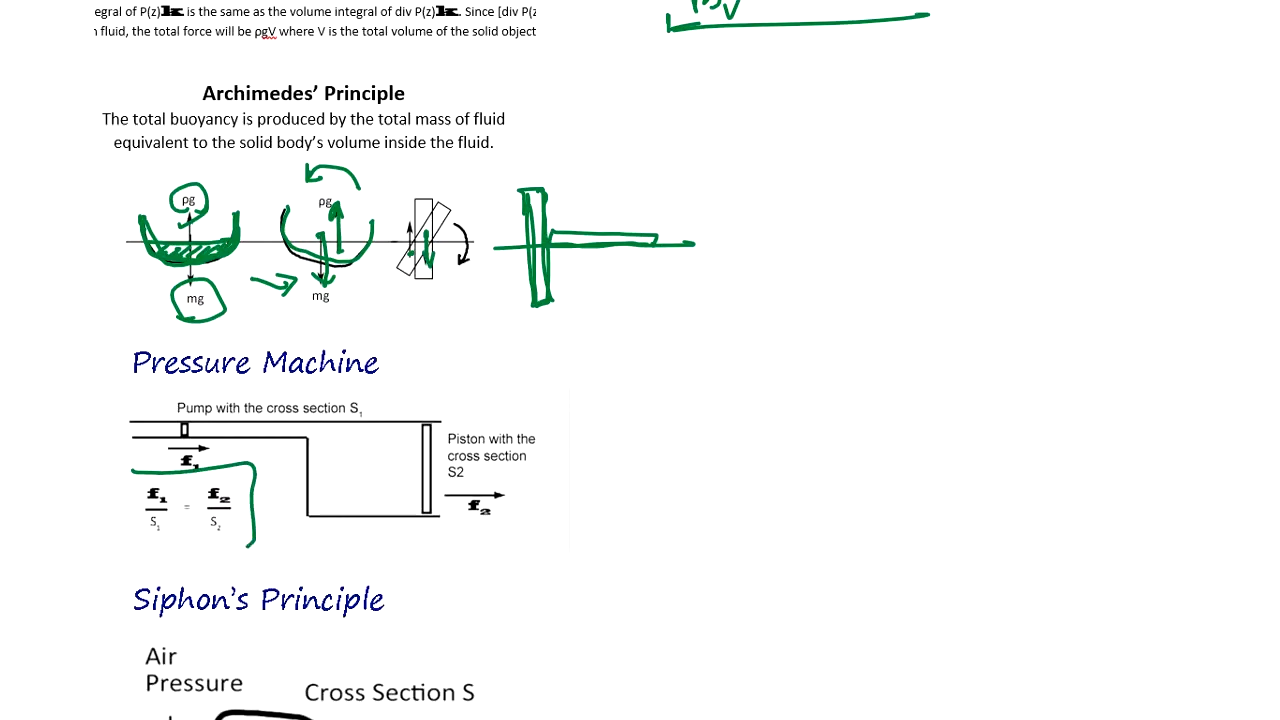 egral of P(z)k is the same as the volume integral of div P(z)k. Since [div P(z
fluid, the total force will be ρgV where V is the total volume of the solid object
V
Archimedes’ Principle
The total buoyancy is produced by the total mass of fluid
equivalent to the solid body’s volume inside the fluid.
ρg
ρg
mg
mg
Pressure Machine
Pump with the cross section S₁
Piston with the
cross section
S2
f₁
f₂
f₁ = f₂
S₁ S₂
Siphon’s Principle
Air
Pressure
Cross Section S